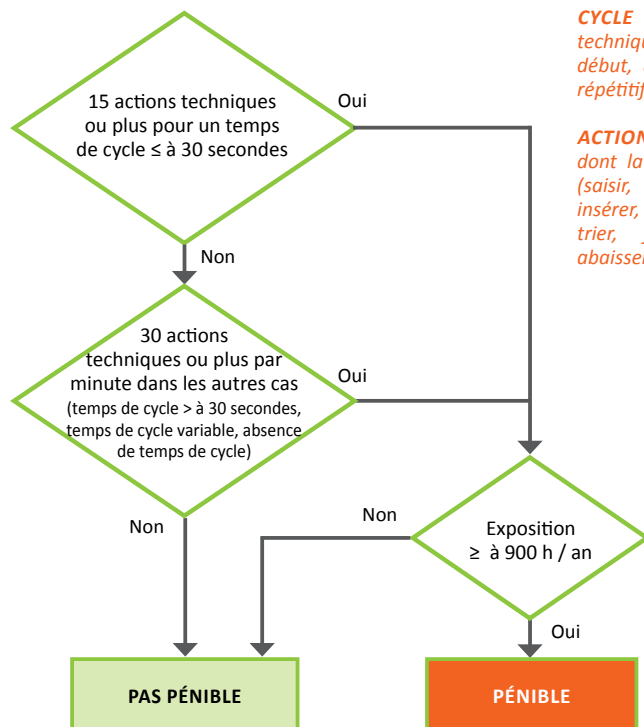 CYCLE
technique
début,
répétitif
ACTION
dont la
(saisir,
insérer,
trier,
abaisser
15 actions techniques
ou plus pour un temps
de cycle ≤ à 30 secondes
Oui
Non
30 actions
techniques ou plus par
minute dans les autres cas
(temps de cycle > à 30 secondes,
temps de cycle variable, absence
de temps de cycle)
Oui
Non
Non
Exposition
≥ à 900 h / an
Oui
PAS PÉNIBLE
PÉNIBLE